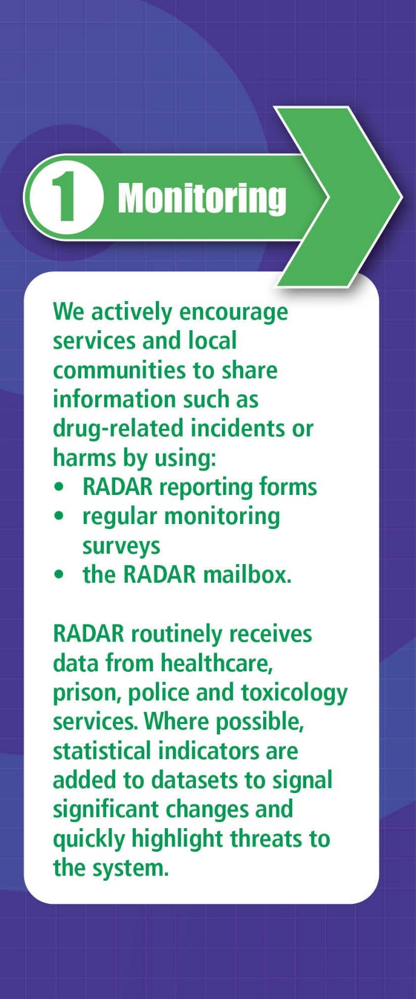 1 Monitoring
We actively encourage
services and local
communities to share
information such as
drug-related incidents or
harms by using:
• RADAR reporting forms
• regular monitoring
surveys
• the RADAR mailbox.
RADAR routinely receives
data from healthcare,
prison, police and toxicology
services. Where possible,
statistical indicators are
added to datasets to signal
significant changes and
quickly highlight threats to
the system.